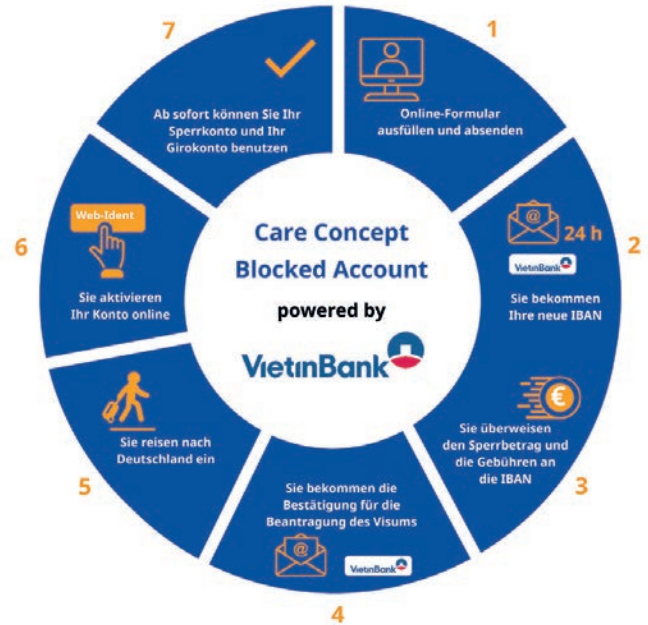 Care Concept
Blocked Account
powered by
VietinBank
1
Online-Formular
ausfüllen und absenden
2
@
24 h
VietinBank
Sie bekommen
Ihre neue IBAN
3
€
Sie überweisen
den Sperrbetrag und
die Gebühren an
die IBAN
4
Sie bekommen die
Bestätigung für die
Beantragung des Visums
@
VietinBank
5
Sie reisen nach
Deutschland ein
6
Web-Ident
Sie aktivieren
Ihr Konto online
7
Ab sofort können Sie Ihr
Sperrkonto und Ihr
Girokonto benutzen